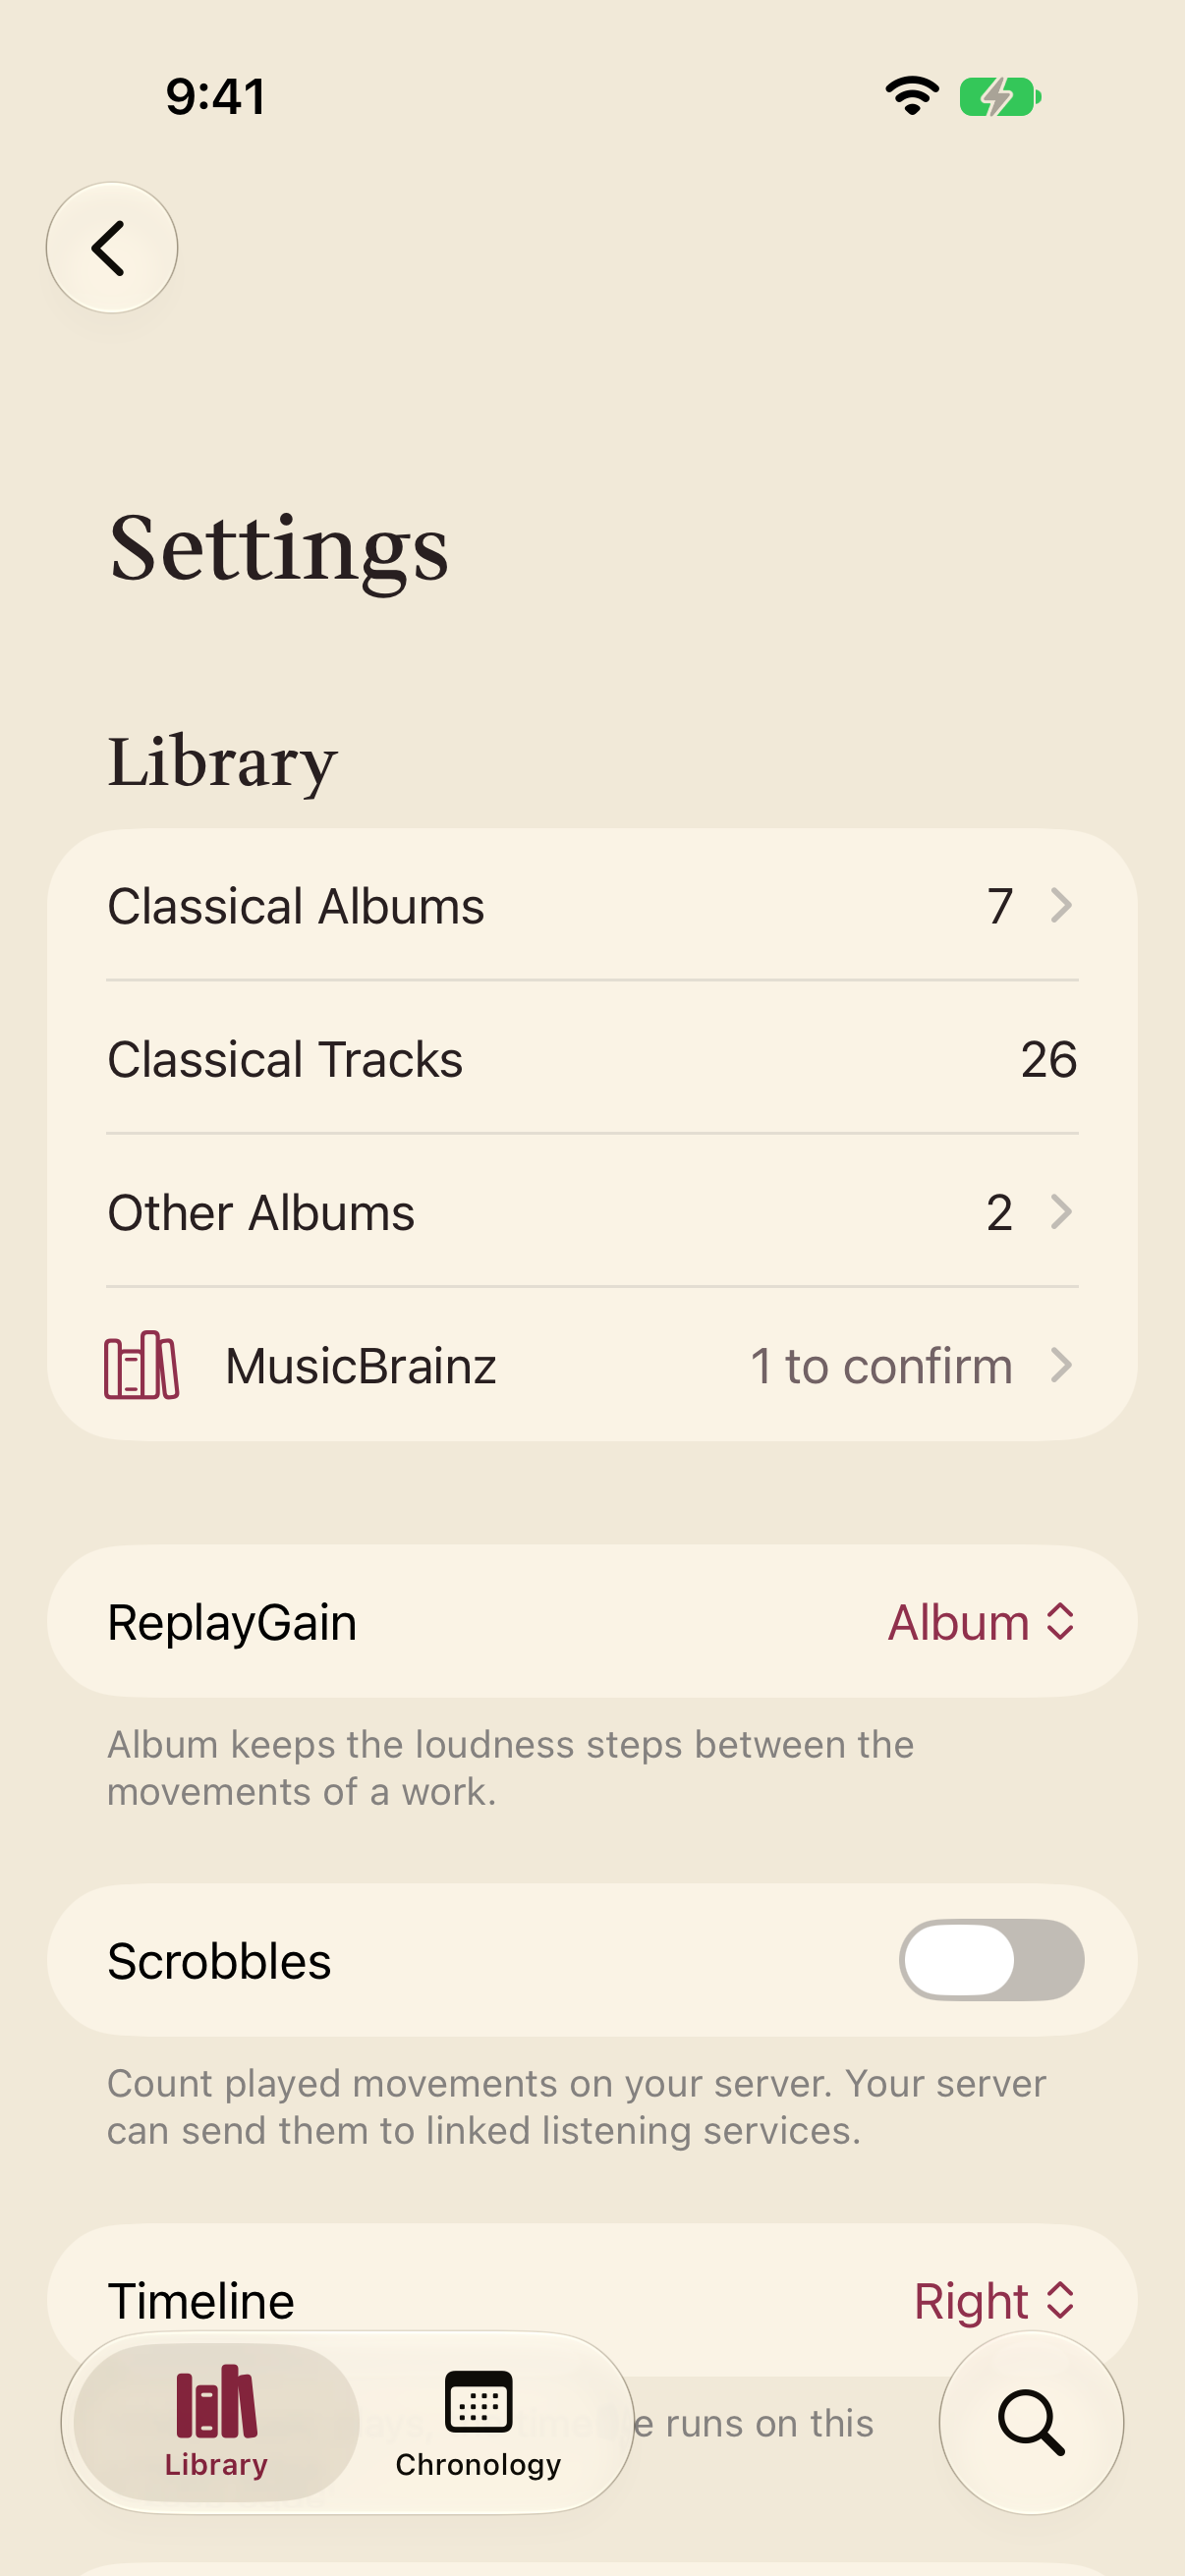 9:41
Settings
Library
Classical Albums 7
Classical Tracks 26
Other Albums 2
MusicBrainz 1 to confirm
ReplayGain Album
Album keeps the loudness steps between the
movements of a work.
Scrobbles
Count played movements on your server. Your server
can send them to linked listening services.
Timeline Right
runs on this
Library
Chronology